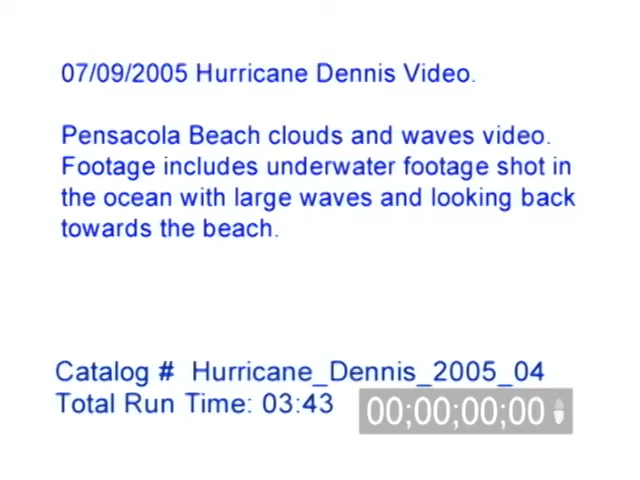 07/09/2005 Hurricane Dennis Video.
Pensacola Beach clouds and waves video.
Footage includes underwater footage shot in
the ocean with large waves and looking back
towards the beach.
Catalog #  Hurricane_Dennis_2005_04
Total Run Time: 03:43
00;00;00;00